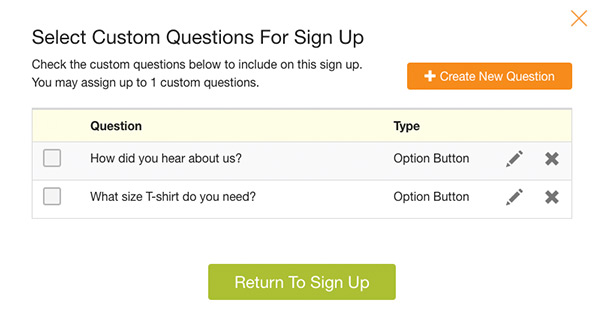 Select Custom Questions For Sign Up
Check the custom questions below to include on this sign up.
You may assign up to 1 custom questions.
Create New Question
Question Type
How did you hear about us? Option Button
What size T-shirt do you need? Option Button
Return To Sign Up